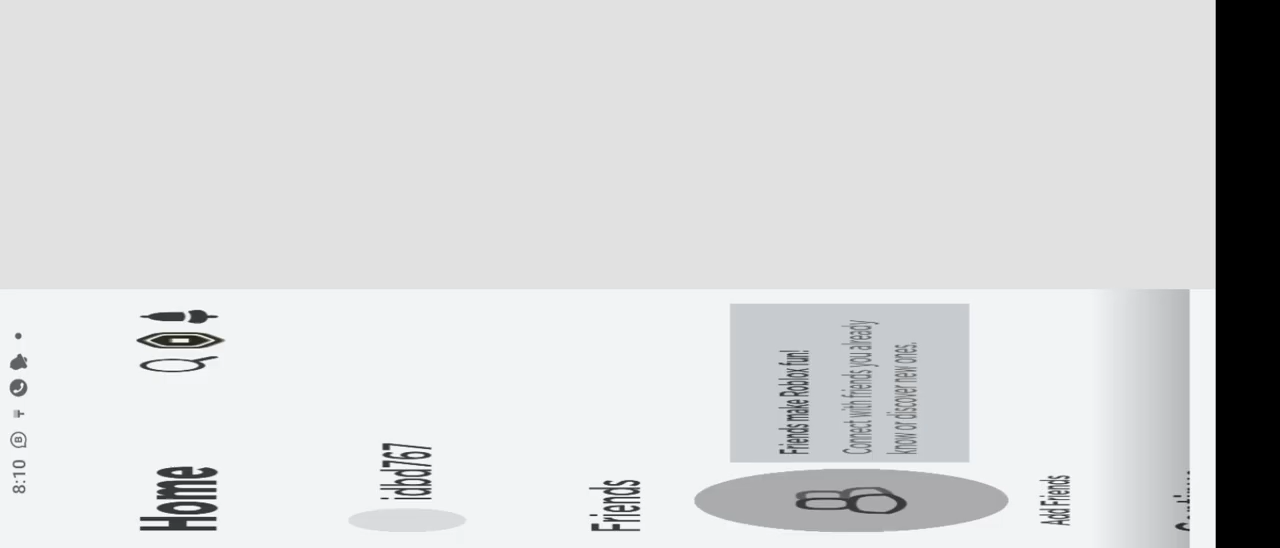 8:10
Home
idbd767
Friends
Friends make Roblox fun!
Connect with friends you already
know or discover new ones.
Add Friends